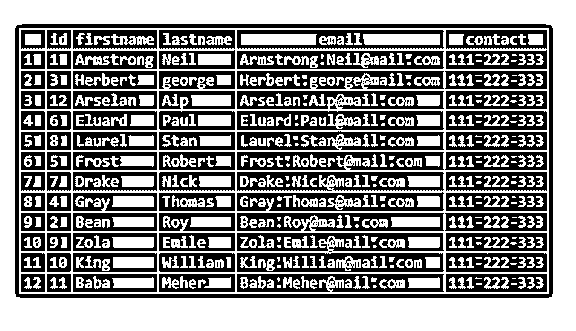 id firstname lastname email contact
1 1 Armstrong Neil Armstrong.Neil@mail.com 111-222-333
2 3 Herbert george Herbert.george@mail.com 111-222-333
3 12 Arselan Aip Arselan.Aip@mail.com 111-222-333
4 6 Eluard Paul Eluard.Paul@mail.com 111-222-333
5 8 Laurel Stan Laurel.Stan@mail.com 111-222-333
6 5 Frost Robert Frost.Robert@mail.com 111-222-333
7 7 Drake Nick Drake.Nick@mail.com 111-222-333
8 4 Gray Thomas Gray.Thomas@mail.com 111-222-333
9 2 Bean Roy Bean.Roy@mail.com 111-222-333
10 9 Zola Emile Zola.Emile@mail.com 111-222-333
11 10 King William King.William@mail.com 111-222-333
12 11 Baba Meher Baba.Meher@mail.com 111-222-333